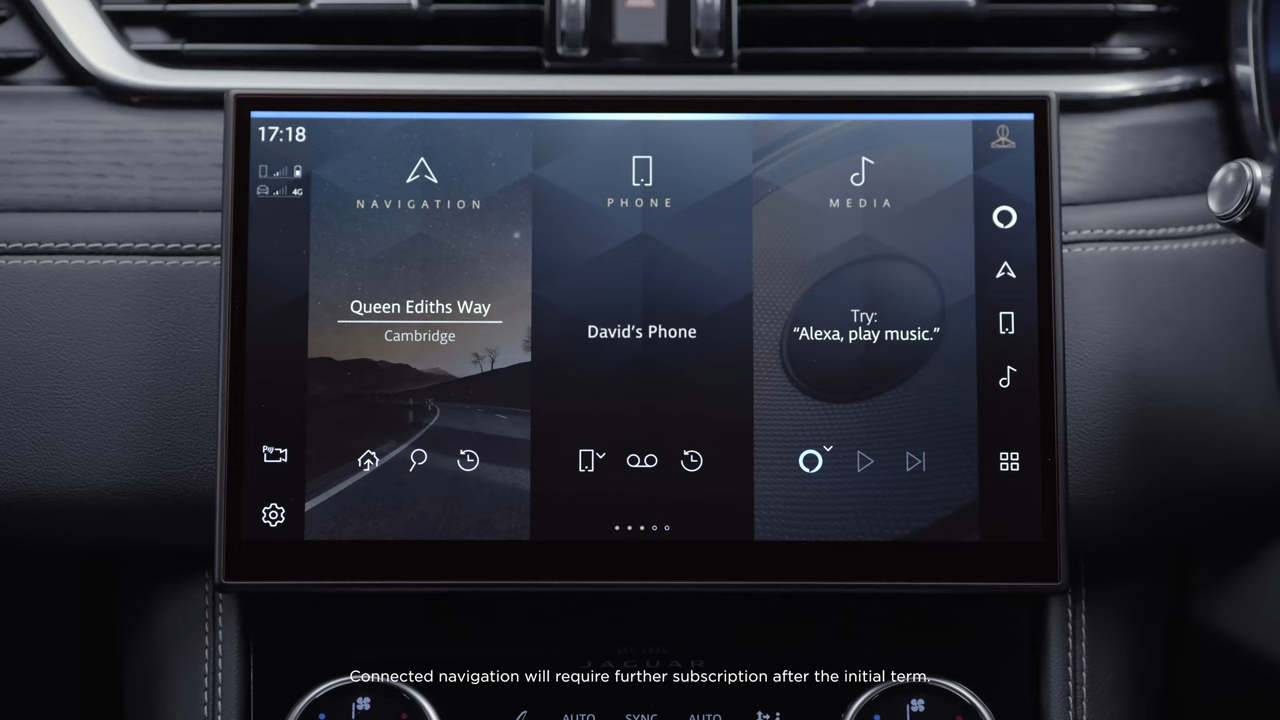 17:18
4G
NAVIGATION
PHONE
MEDIA
Queen Ediths Way
Cambridge
David's Phone
Try:
“Alexa, play music.”
JAGUAR
Connected navigation will require further subscription after the initial term.
AUTO
SYNC
AUTO